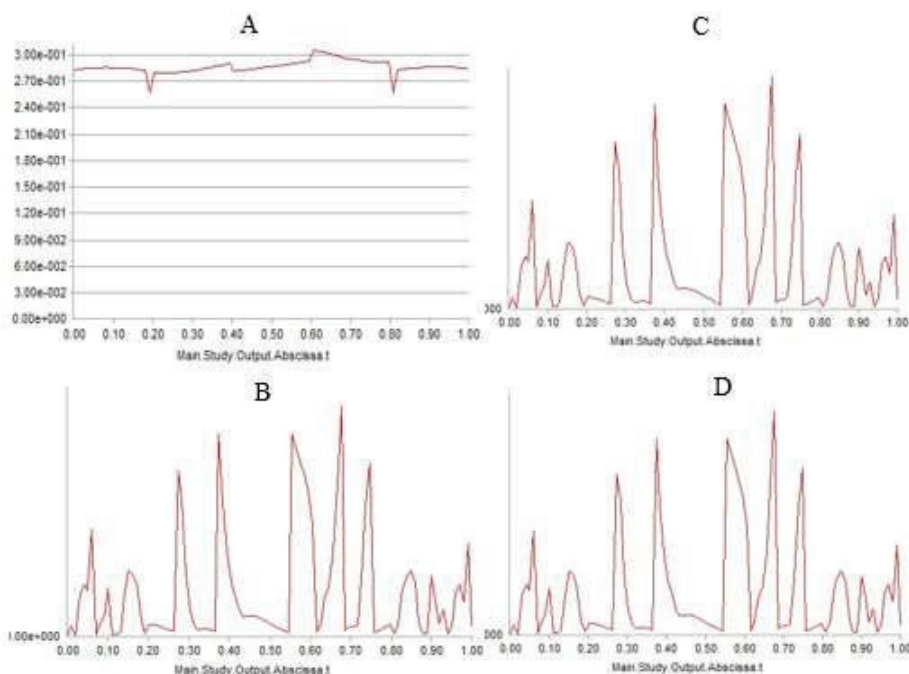 A
3.00e-001
2.70e-001
2.40e-001
2.10e-001
1.80e-001
1.50e-001
1.20e-001
9.00e-002
6.00e-002
3.00e-002
0.00e+000
0.00 0.10 0.20 0.30 0.40 0.50 0.60 0.70 0.80 0.90 1.00
Main.Study.Output.Abscissa.t
C
000
0.00 0.10 0.20 0.30 0.40 0.50 0.60 0.70 0.80 0.90 1.00
Main.Study.Output.Abscissa.t
B
1.00e+000
0.00 0.10 0.20 0.30 0.40 0.50 0.60 0.70 0.80 0.90 1.00
Main.Study.Output.Abscissa.t
D
000
0.00 0.10 0.20 0.30 0.40 0.50 0.60 0.70 0.80 0.90 1.00
Main.Study.Output.Abscissa.t